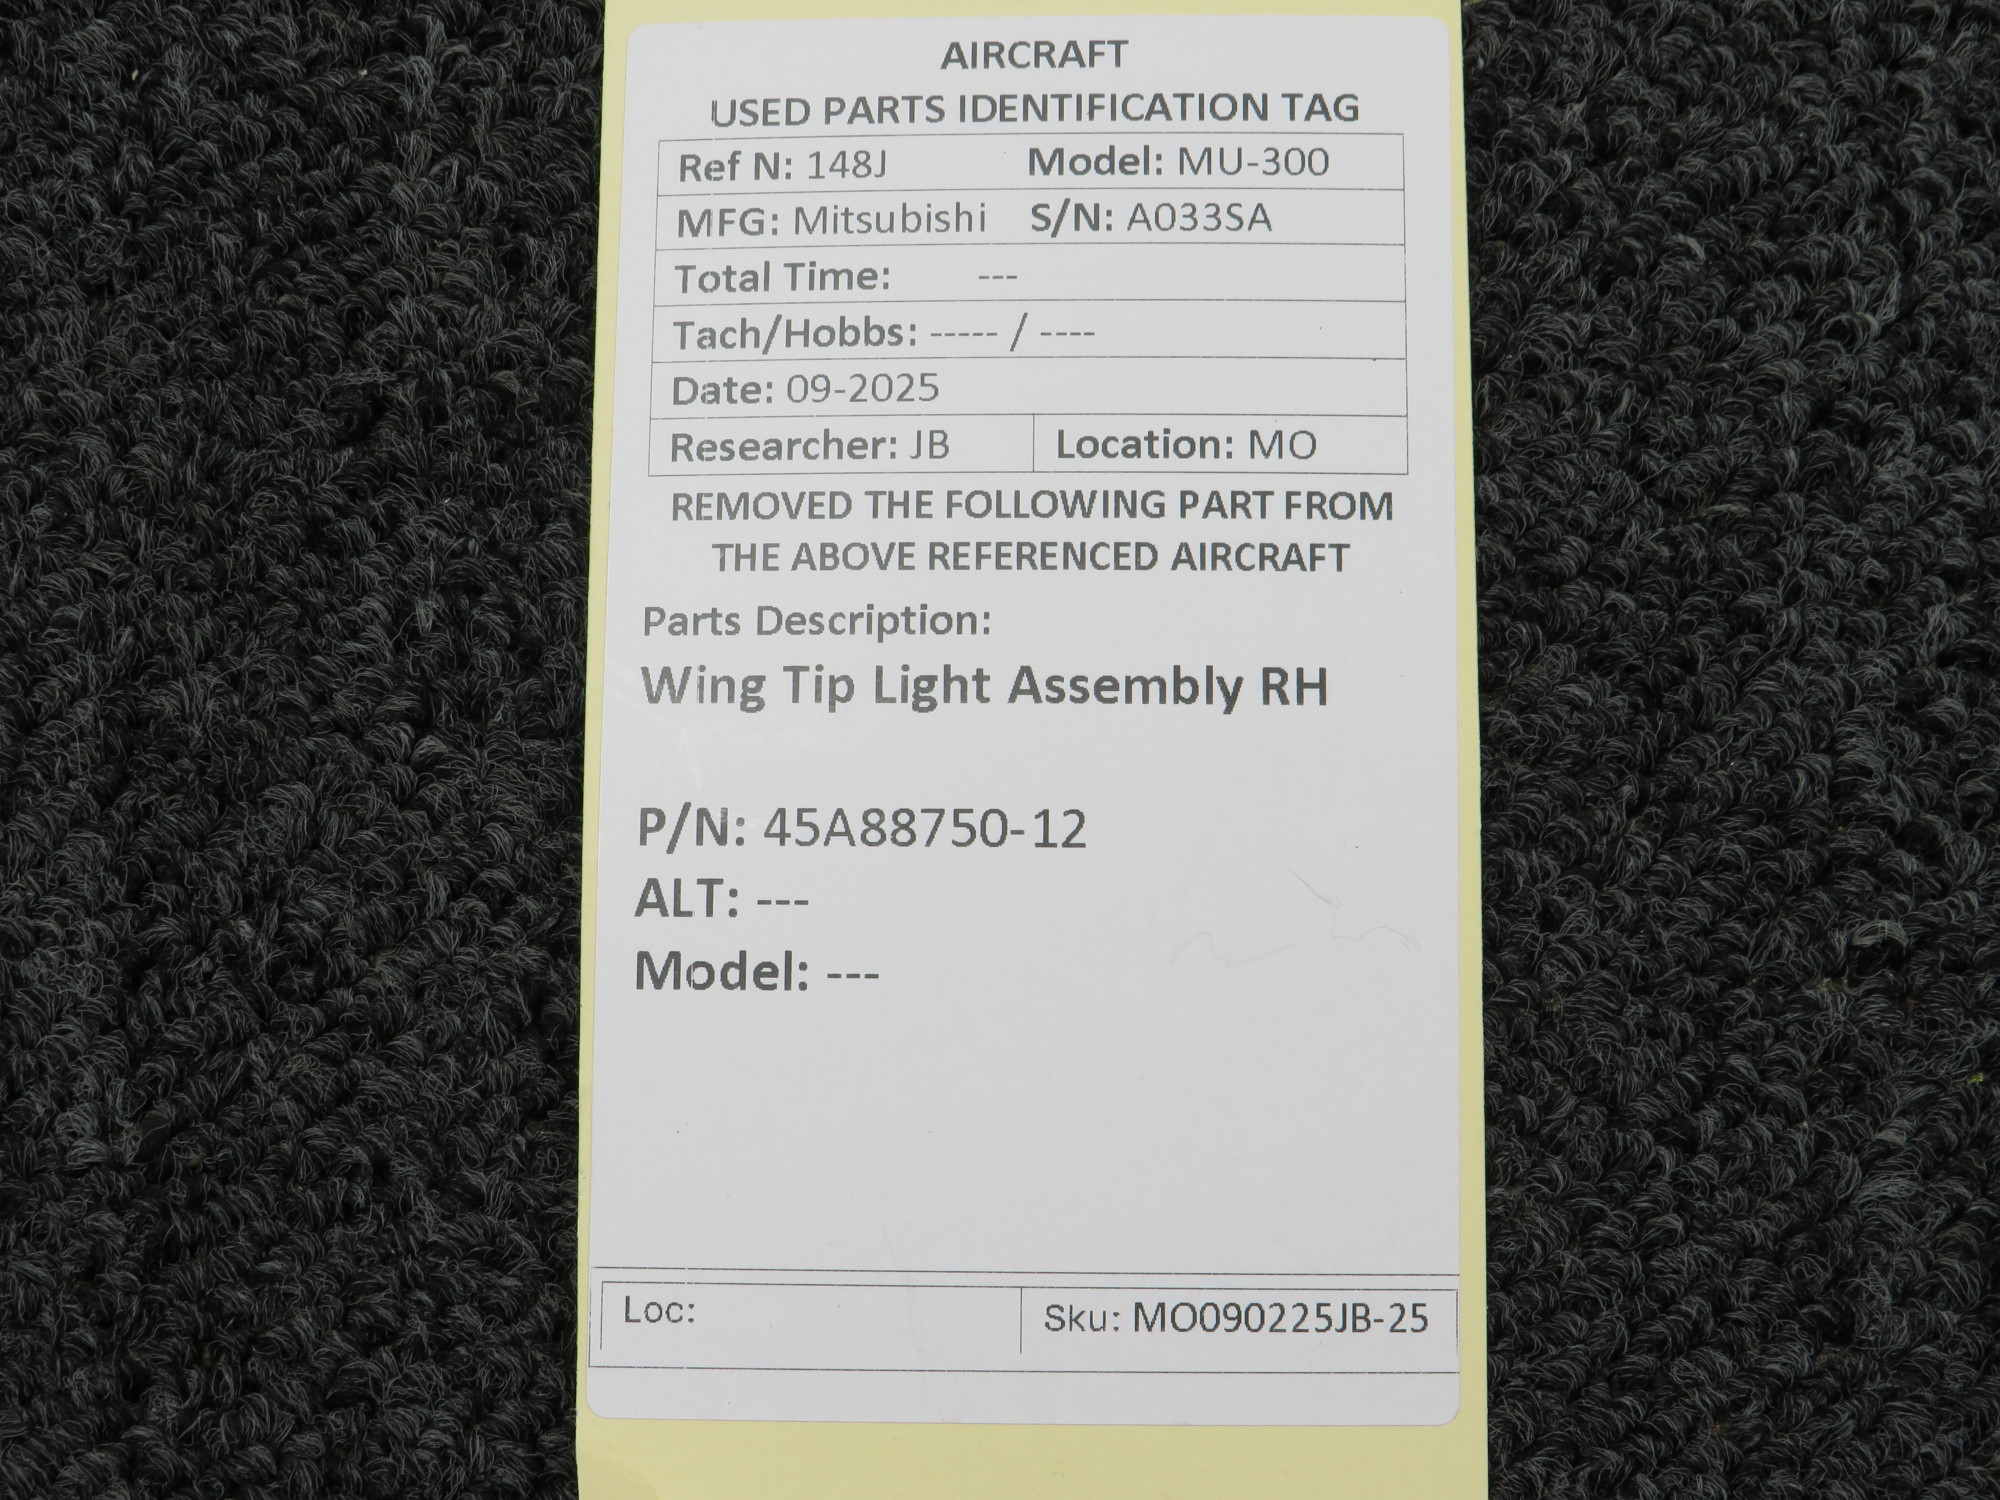 AIRCRAFT
USED PARTS IDENTIFICATION TAG
Ref N: 148J Model: MU-300
MFG: Mitsubishi S/N: A033SA
Total Time: ---
Tach/Hobbs: ----- / ----
Date: 09-2025
Researcher: JB Location: MO
REMOVED THE FOLLOWING PART FROM
THE ABOVE REFERENCED AIRCRAFT
Parts Description:
Wing Tip Light Assembly RH
P/N: 45A88750-12
ALT: ---
Model: ---
Loc: Sku: MO090225JB-25